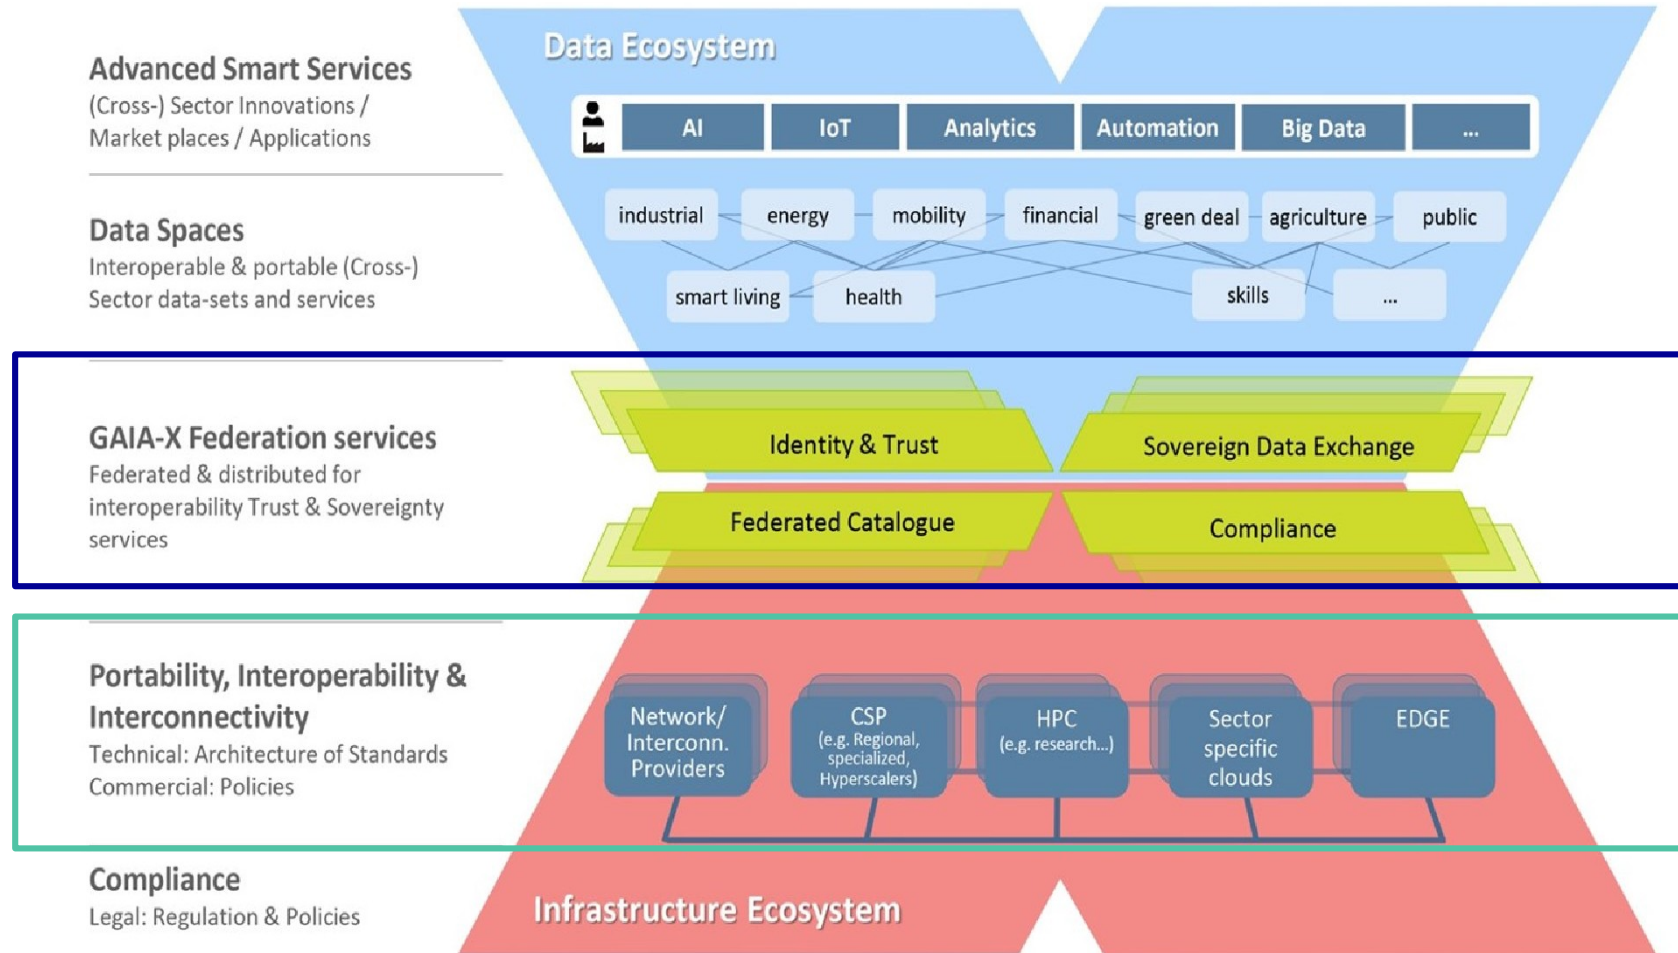 Data Ecosystem
Advanced Smart Services
(Cross-) Sector Innovations /
Market places / Applications
AI
IoT
Analytics
Automation
Big Data
...
Data Spaces
Interoperable & portable (Cross-)
Sector data-sets and services
industrial
energy
mobility
financial
green deal
agriculture
public
smart living
health
skills
...
GAIA-X Federation services
Federated & distributed for
interoperability Trust & Sovereignty
services
Identity & Trust
Sovereign Data Exchange
Federated Catalogue
Compliance
Portability, Interoperability &
Interconnectivity
Technical: Architecture of Standards
Commercial: Policies
Network/
Interconn.
Providers
CSP
(e.g. Regional,
specialized,
Hyperscalers)
HPC
(e.g. research...)
Sector
specific
clouds
EDGE
Compliance
Legal: Regulation & Policies
Infrastructure Ecosystem